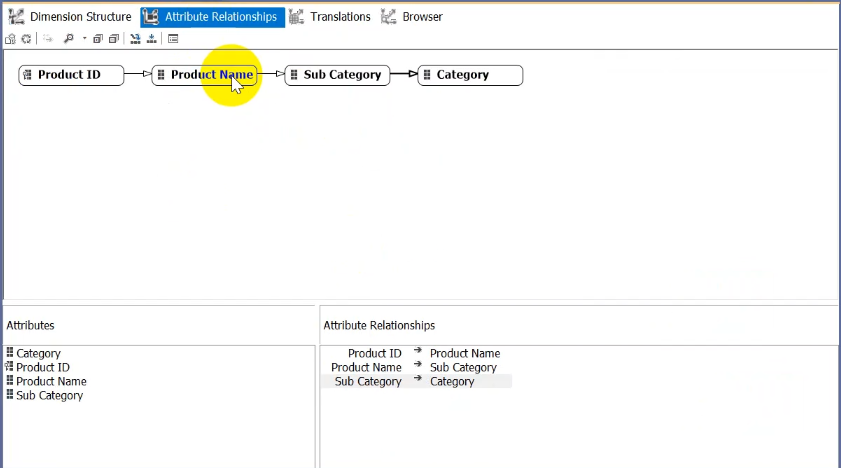 Dimension Structure Attribute Relationships Translations Browser
Product ID Product Name Sub Category Category
Attributes
Category
Product ID
Product Name
Sub Category
Attribute Relationships
Product ID Product Name
Product Name Sub Category
Sub Category Category